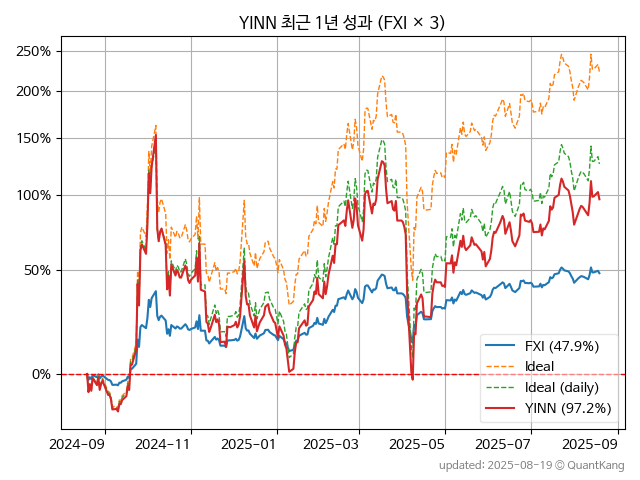 YINN 최근 1년 성과 (FXI × 3)
250%
200%
150%
100%
50%
0%
FXI (47.9%)
Ideal
Ideal (daily)
YINN (97.2%)
2024-09 2024-11 2025-01 2025-03 2025-05 2025-07 2025-09
updated: 2025-08-19 © QuantKang